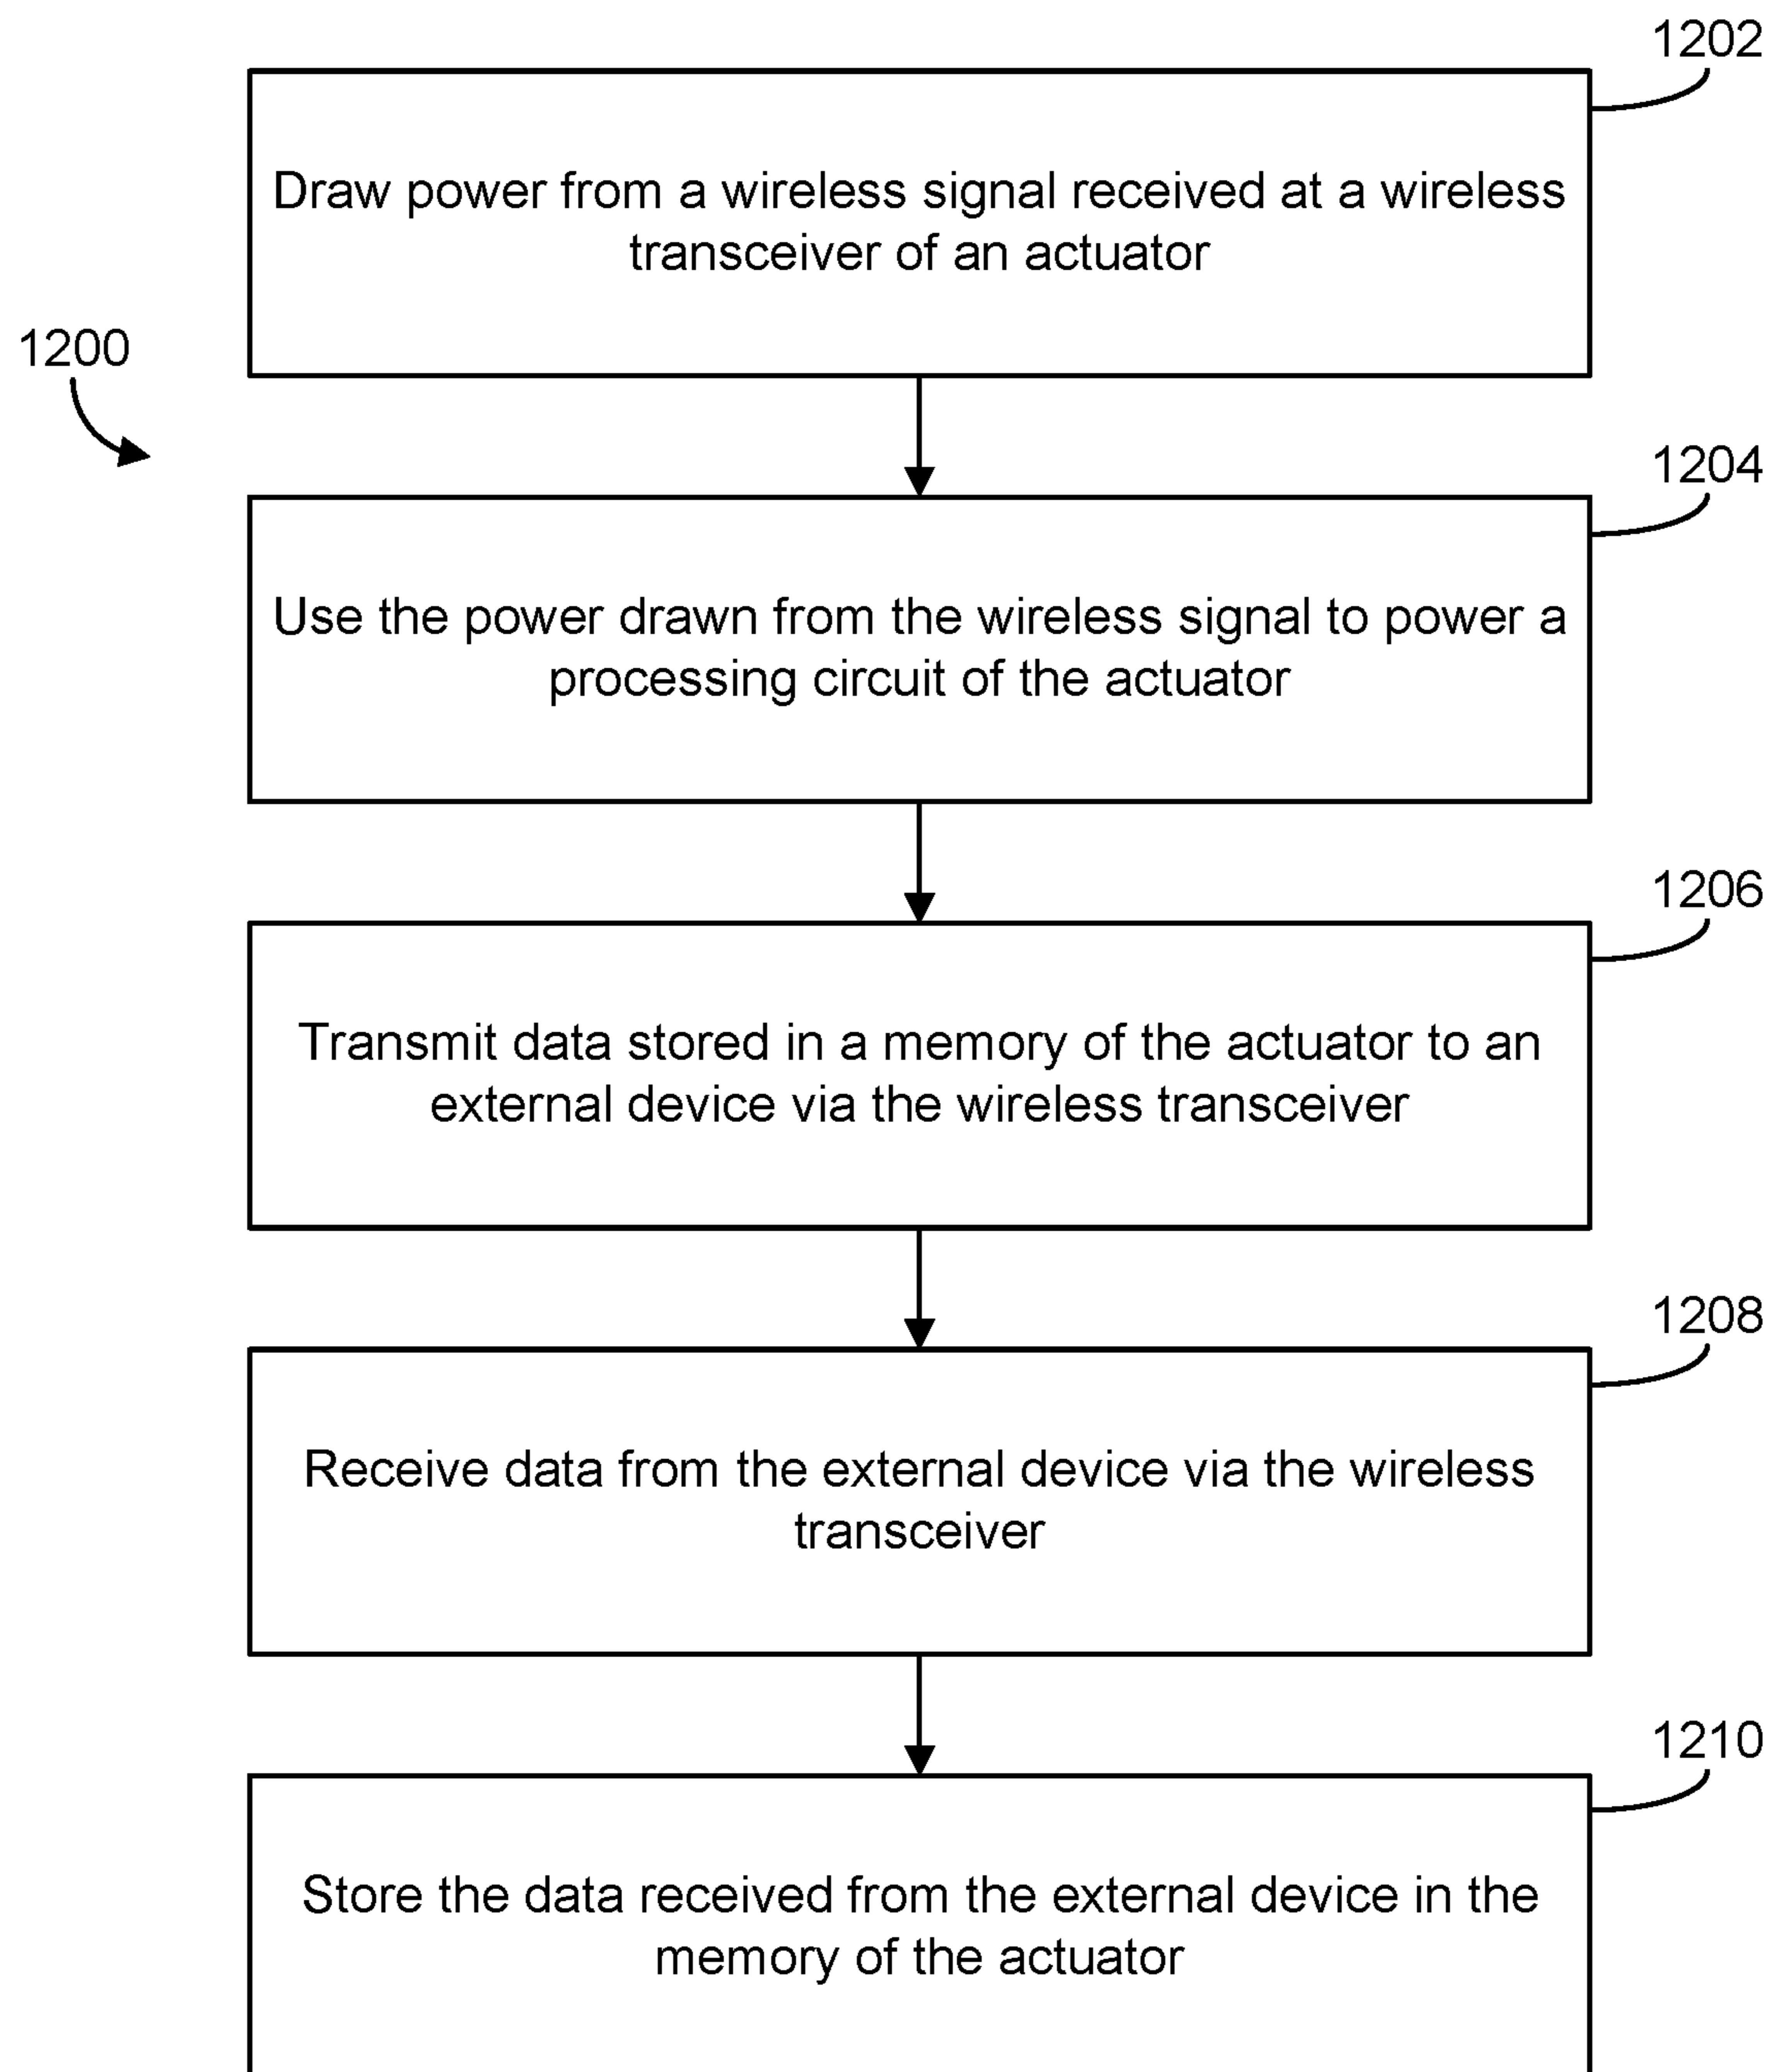 1202
Draw power from a wireless signal received at a wireless
transceiver of an actuator
1200
1204
Use the power drawn from the wireless signal to power a
processing circuit of the actuator
1206
Transmit data stored in a memory of the actuator to an
external device via the wireless transceiver
1208
Receive data from the external device via the wireless
transceiver
1210
Store the data received from the external device in the
memory of the actuator